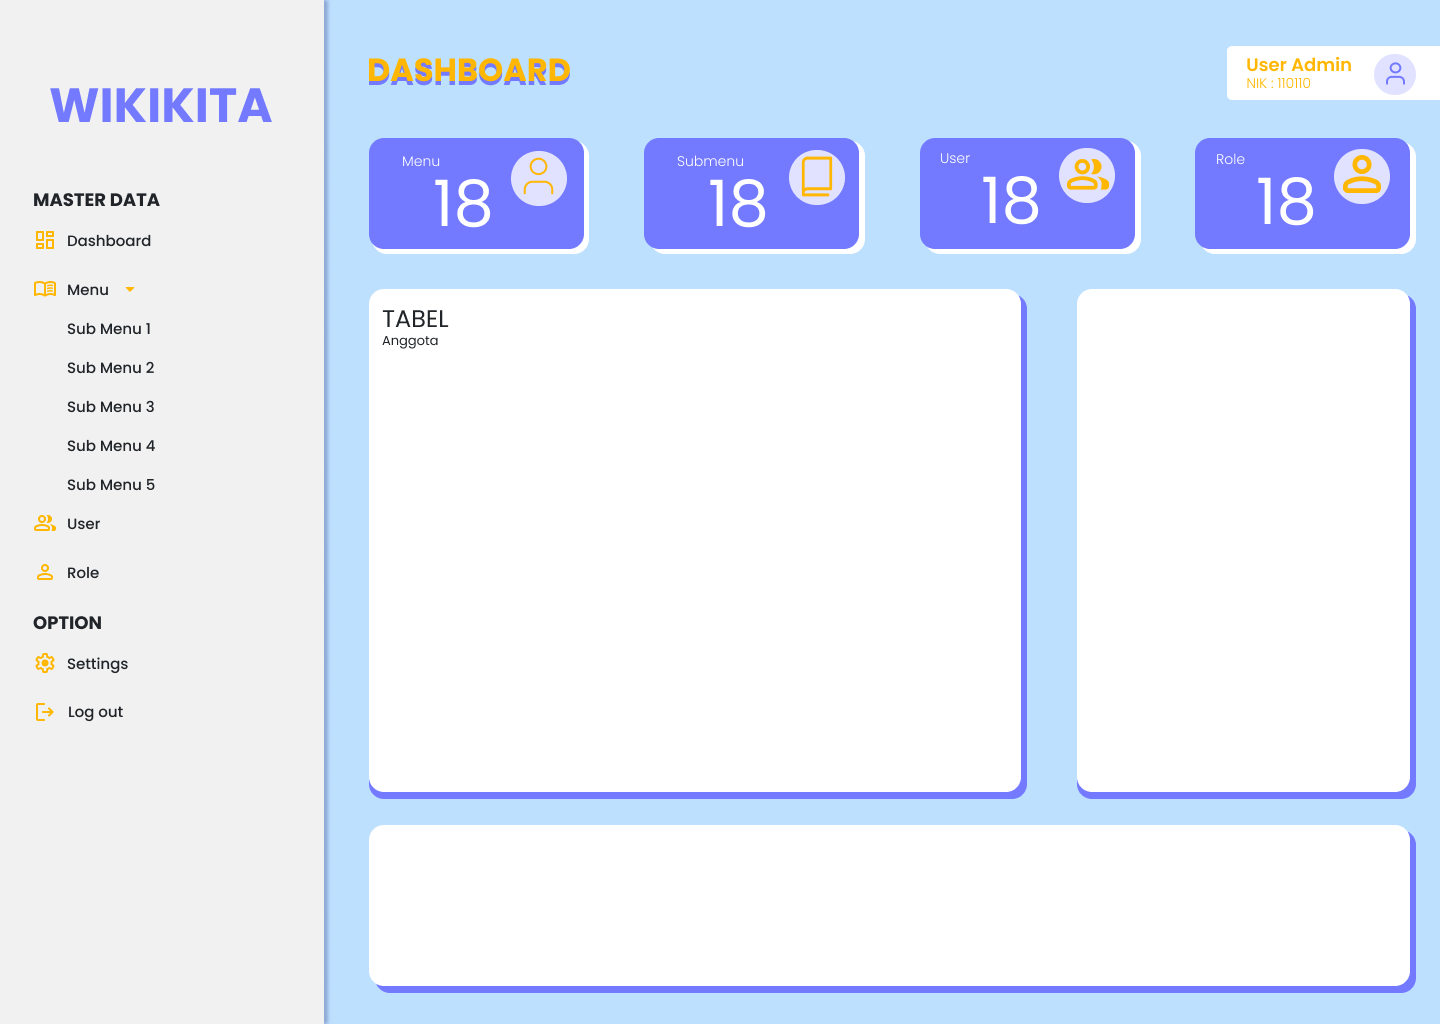 WIKIKITA
MASTER DATA
Dashboard
Menu
Sub Menu 1
Sub Menu 2
Sub Menu 3
Sub Menu 4
Sub Menu 5
User
Role
OPTION
Settings
Log out
DASHBOARD
User Admin
NIK : 110110
Menu
18
Submenu
18
User
18
Role
18
TABEL
Anggota